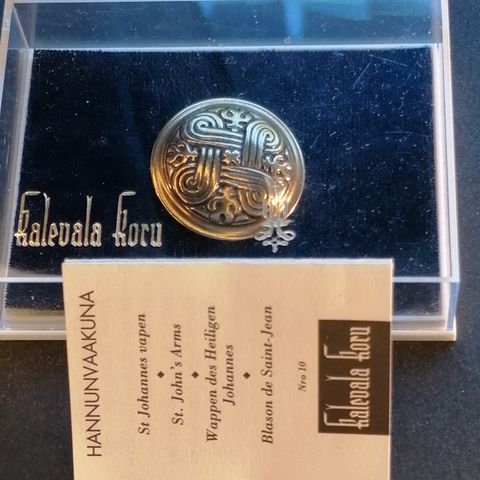 kalevala koru
HANNUNVAAKUNA
St Johannes vapen
St. John's Arms
Wappen des Heiligen
Johannes
Blason de Saint-Jean
Nro 10
kalevala koru